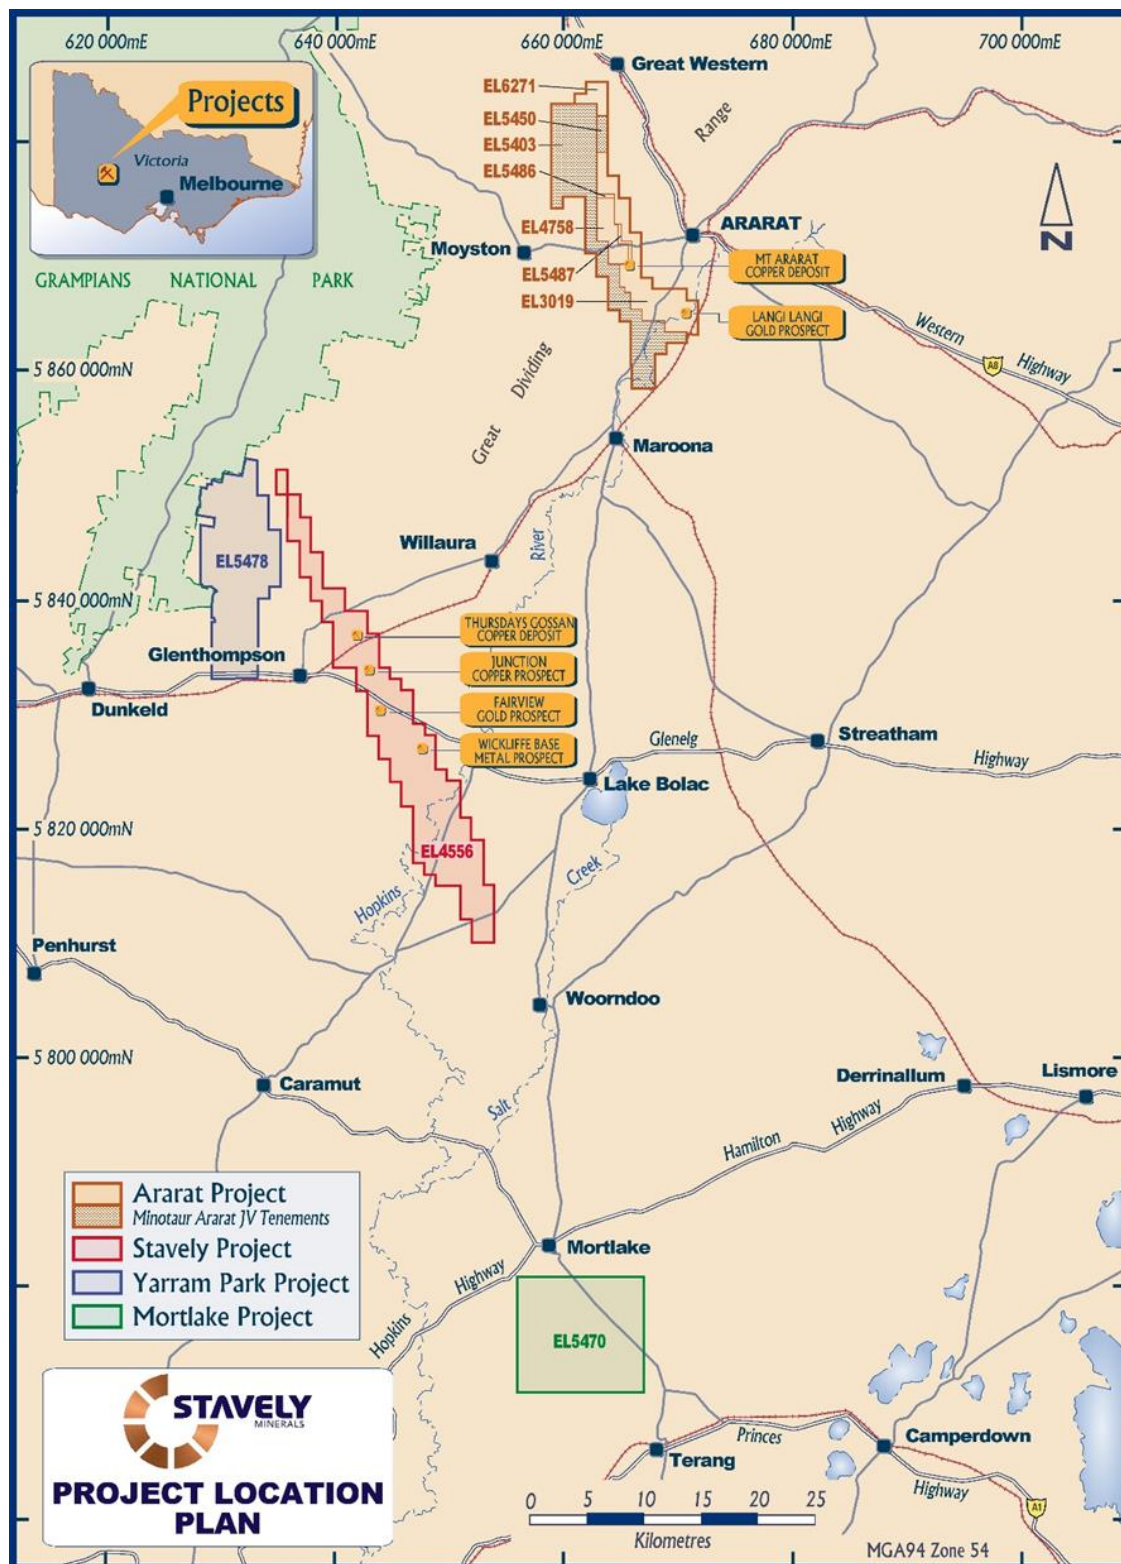 620 000mE
640 000mE
660 000mE
680 000mE
700 000mE
Projects
Victoria
Melbourne
Great Western
EL6271
EL5450
EL5403
EL5486
EL4758
EL5487
EL3019
Range
ARARAT
Moyston
N
MT ARARAT
COPPER DEPOSIT
LANGI LANGI
GOLD PROSPECT
GRAMPIANS NATIONAL PARK
Western
Highway
A8
5 860 000mN
Dividing
Great
Maroona
Willaura
River
EL5478
5 840 000mN
THURSDAYS GOSSAN
COPPER DEPOSIT
JUNCTION
COPPER PROSPECT
FAIRVIEW
GOLD PROSPECT
WICKLIFFE BASE
METAL PROSPECT
Glenthompson
Dunkeld
Glenelg
Streatham
Highway
Lake Bolac
5 820 000mN
EL4556
Hopkins
Creek
Penhurst
Woorndoo
5 800 000mN
Caramut
Derrinallum
Lismore
Salt
Hamilton
Highway
Ararat Project
Minotaur Ararat JV Tenements
Stavely Project
Yarram Park Project
Mortlake Project
Mortlake
Highway
Hopkins
EL5470
STAVELY
MINERALS
PROJECT LOCATION
PLAN
Terang
Princes
Camperdown
Highway
A1
0 5 10 15 20 25
Kilometres
MGA94 Zone 54